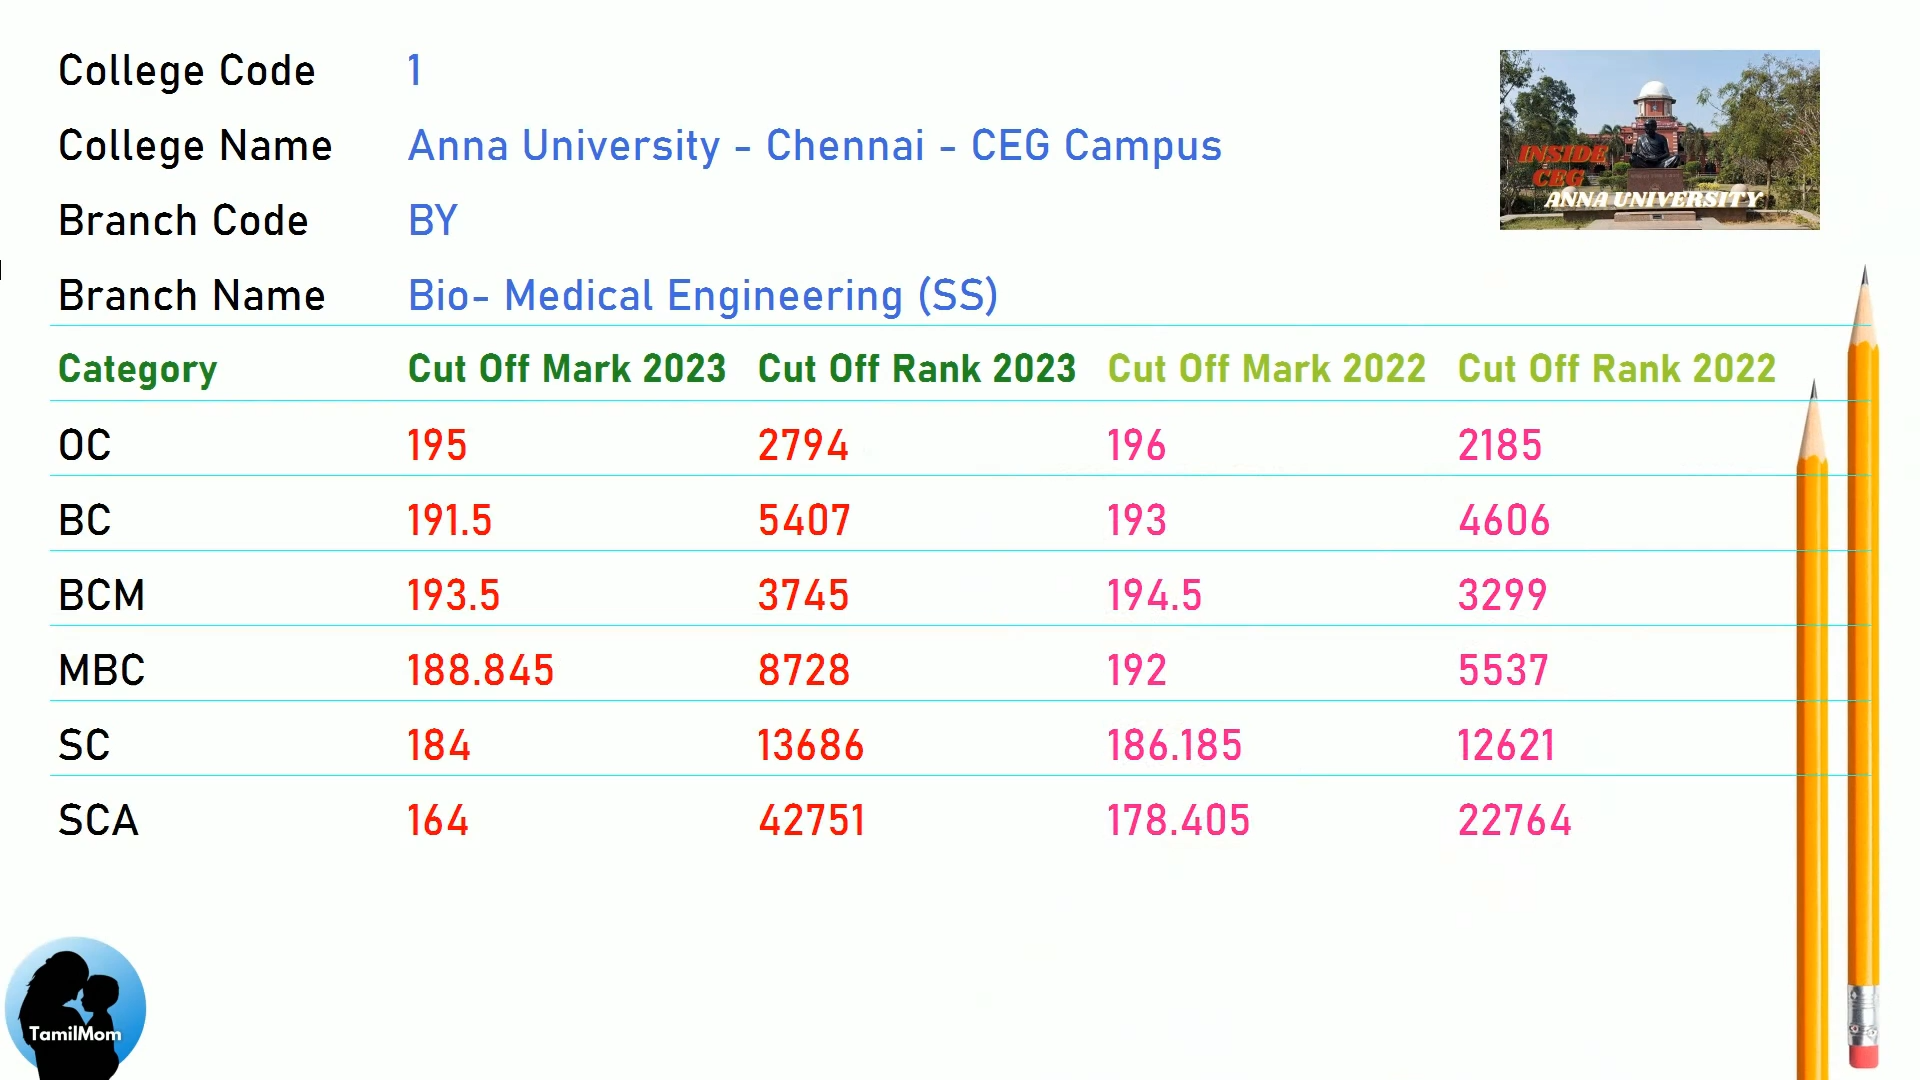 College Code 1
College Name Anna University - Chennai - CEG Campus
Branch Code BY
Branch Name Bio- Medical Engineering (SS)
INSIDE
CEG
ANNA UNIVERSITY
Category Cut Off Mark 2023 Cut Off Rank 2023 Cut Off Mark 2022 Cut Off Rank 2022
OC 195 2794 196 2185
BC 191.5 5407 193 4606
BCM 193.5 3745 194.5 3299
MBC 188.845 8728 192 5537
SC 184 13686 186.185 12621
SCA 164 42751 178.405 22764
TamilMom